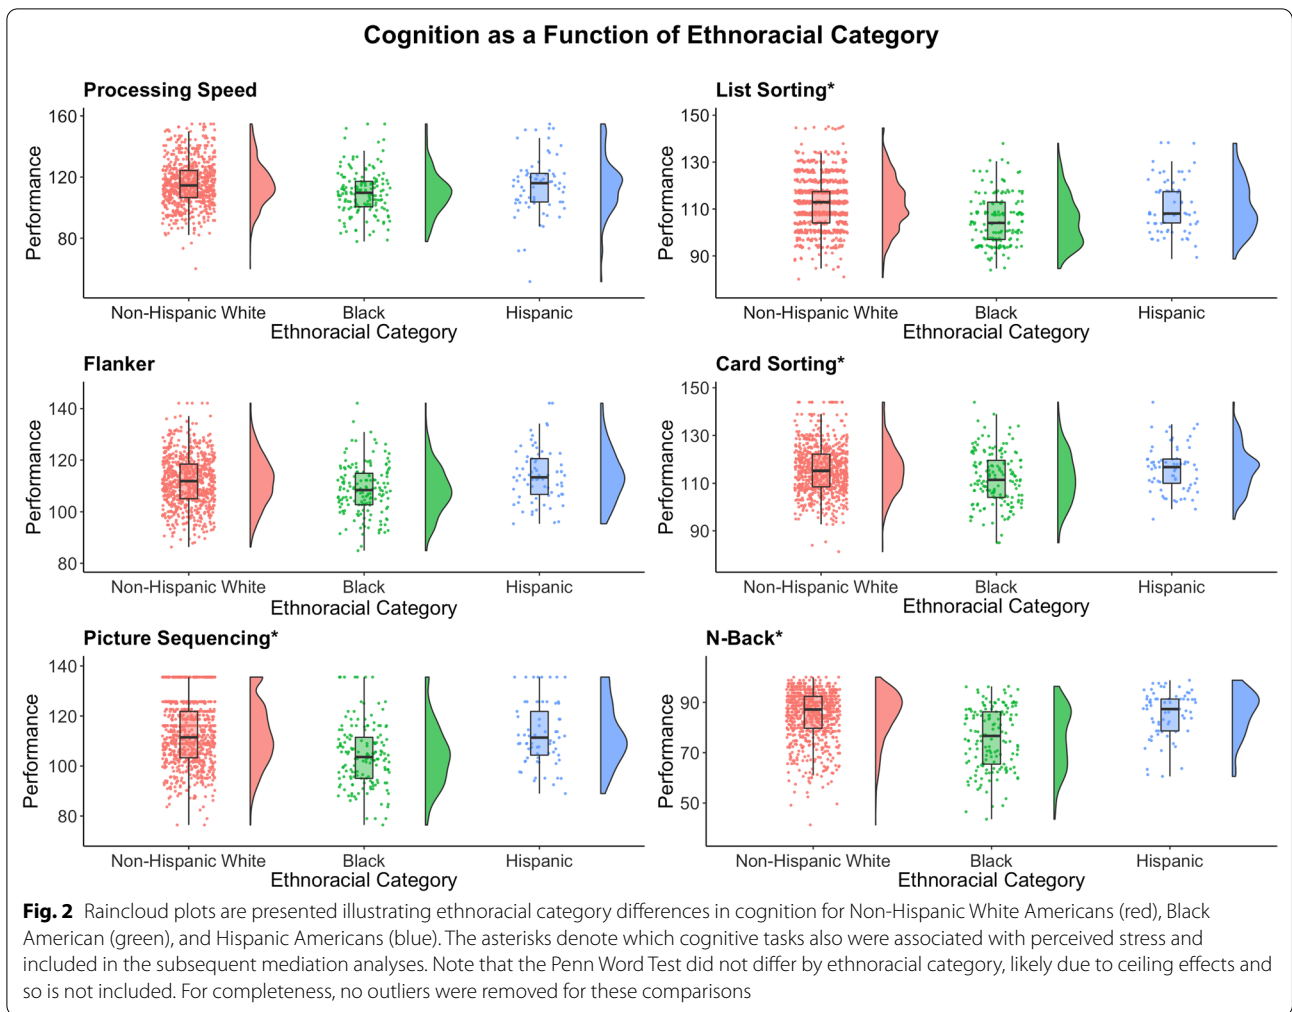 Cognition as a Function of Ethnoracial Category
Processing Speed
160
120
80
Performance
Non-Hispanic White Black Hispanic
Ethnoracial Category
List Sorting*
150
130
110
90
Performance
Non-Hispanic White Black Hispanic
Ethnoracial Category
Flanker
140
120
100
80
Performance
Non-Hispanic White Black Hispanic
Ethnoracial Category
Card Sorting*
150
130
110
90
Performance
Non-Hispanic White Black Hispanic
Ethnoracial Category
Picture Sequencing*
140
120
100
80
Performance
Non-Hispanic White Black Hispanic
Ethnoracial Category
N-Back*
90
70
50
Performance
Non-Hispanic White Black Hispanic
Ethnoracial Category
Fig. 2 Raincloud plots are presented illustrating ethnoracial category differences in cognition for Non-Hispanic White Americans (red), Black
American (green), and Hispanic Americans (blue). The asterisks denote which cognitive tasks also were associated with perceived stress and
included in the subsequent mediation analyses. Note that the Penn Word Test did not differ by ethnoracial category, likely due to ceiling effects and
so is not included. For completeness, no outliers were removed for these comparisons